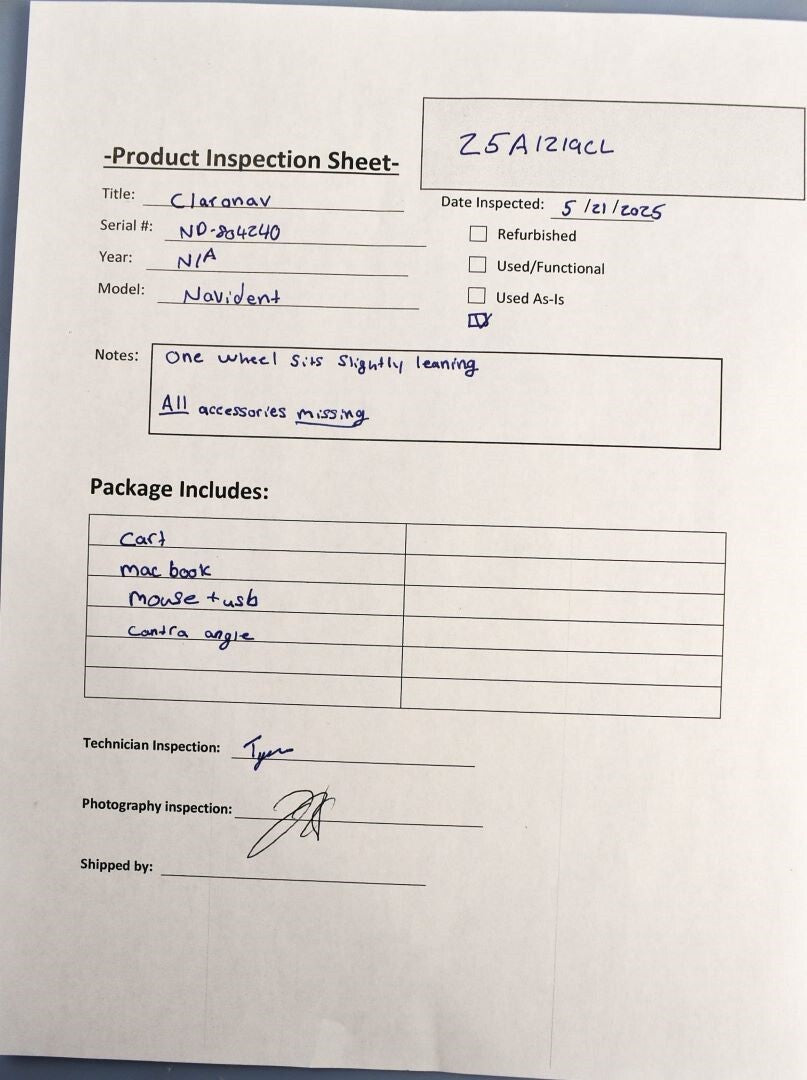 25A1219CL
-Product Inspection Sheet-
Title: Claronav
Date Inspected: 5/21/2025
Serial #: ND-804240
Refurbished
Year: N/A
Used/Functional
Model: Navident
Used As-Is
Notes: One wheel sits slightly leaning
All accessories missing
Package Includes:
Cart
mac book
mouse + usb
contra angle
Technician Inspection:
Photography inspection:
Shipped by: